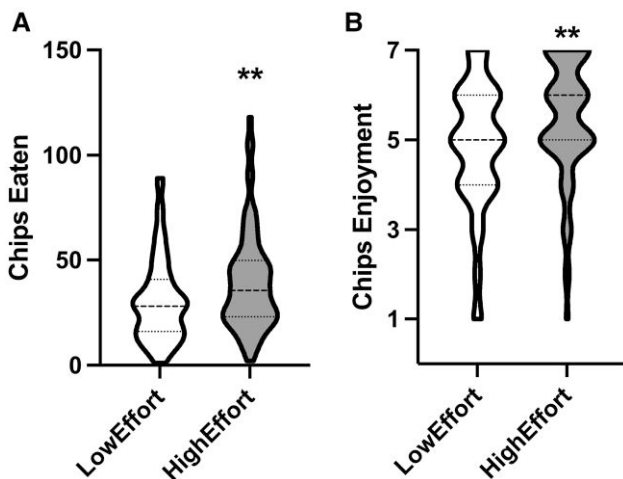 A
Chips Eaten
150
100
50
0
**
LowEffort
HighEffort
B
Chips Enjoyment
7
5
3
1
**
LowEffort
HighEffort